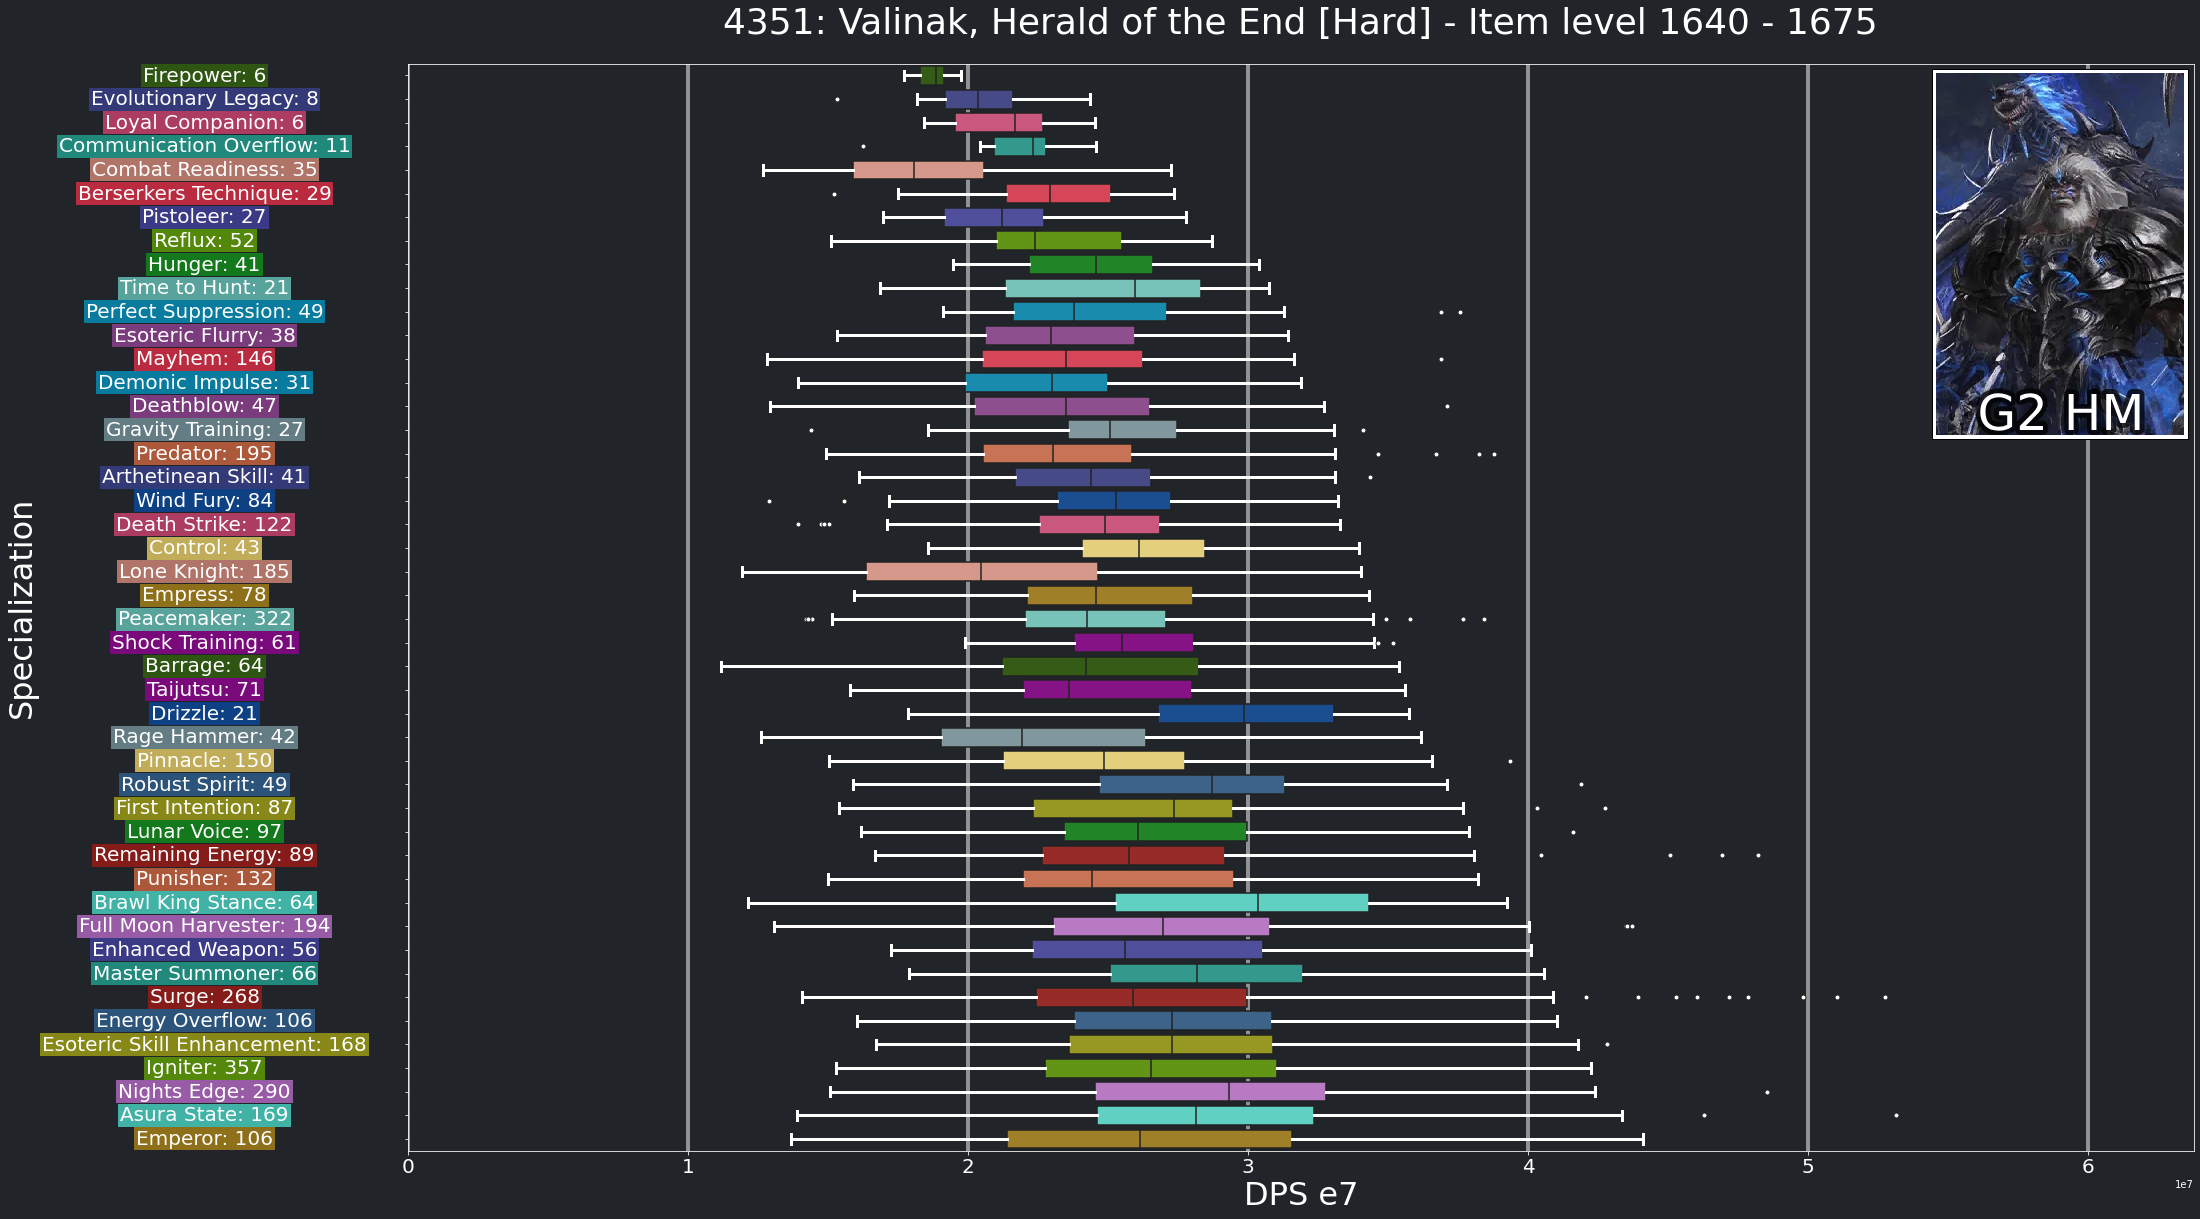 4351: Valinak, Herald of the End [Hard] - Item level 1640 - 1675
Firepower: 6
Evolutionary Legacy: 8
Loyal Companion: 6
Communication Overflow: 11
Combat Readiness: 35
Berserkers Technique: 29
Pistoleer: 27
Reflux: 52
Hunger: 41
Time to Hunt: 21
Perfect Suppression: 49
Esoteric Flurry: 38
Mayhem: 146
Demonic Impulse: 31
Deathblow: 47
Gravity Training: 27
Predator: 195
Arthetinean Skill: 41
Wind Fury: 84
Death Strike: 122
Control: 43
Lone Knight: 185
Empress: 78
Peacemaker: 322
Shock Training: 61
Barrage: 64
Taijutsu: 71
Drizzle: 21
Rage Hammer: 42
Pinnacle: 150
Robust Spirit: 49
First Intention: 87
Lunar Voice: 97
Remaining Energy: 89
Punisher: 132
Brawl King Stance: 64
Full Moon Harvester: 194
Enhanced Weapon: 56
Master Summoner: 66
Surge: 268
Energy Overflow: 106
Esoteric Skill Enhancement: 168
Igniter: 357
Nights Edge: 290
Asura State: 169
Emperor: 106
Specialization
G2 HM
0 1 2 3 4 5 6
DPS e7
1e7